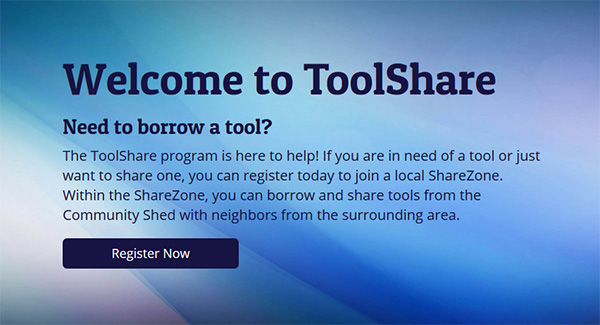 Welcome to ToolShare
Need to borrow a tool?
The ToolShare program is here to help! If you are in need of a tool or just
want to share one, you can register today to join a local ShareZone.
Within the ShareZone, you can borrow and share tools from the
Community Shed with neighbors from the surrounding area.
Register Now